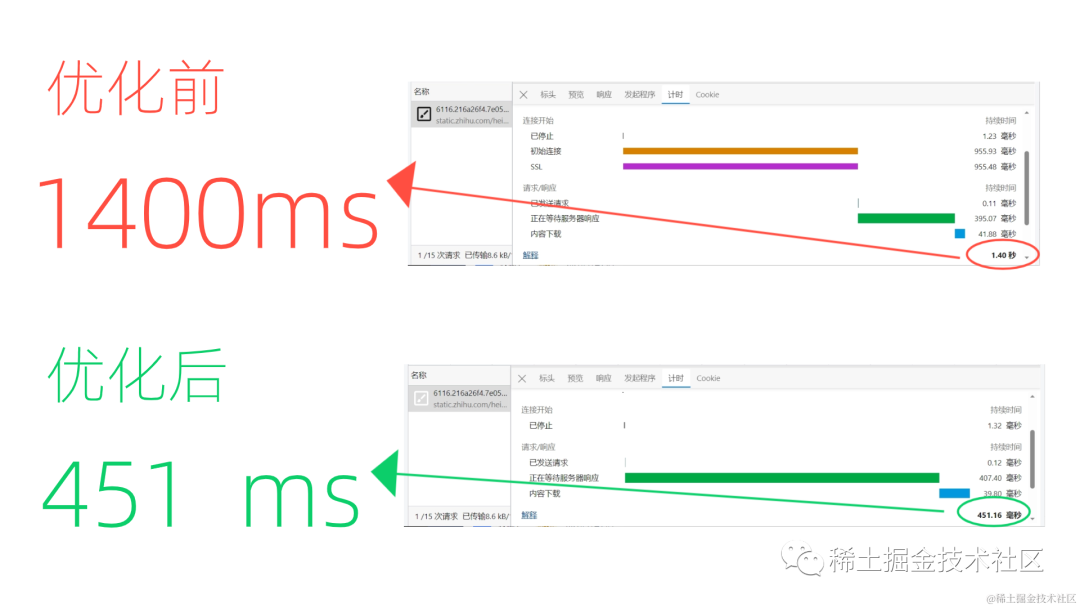 优化前
1400ms
名称
6116.216a26f4.7e05...
static.zhihu.com/hei...
标头 预览 响应 发起程序 计时 Cookie
连接开始 持续时间
已停止 1.23 毫秒
初始连接 955.93 毫秒
SSL 955.48 毫秒
请求/响应 持续时间
已发送请求 0.11 毫秒
正在等待服务器响应 395.07 毫秒
内容下载 41.88 毫秒
1 /15 次请求 已传输8.6 kB/ 解释 1.40 秒
优化后
451 ms
名称
6116.216a26f4.7e05...
static.zhihu.com/hei...
标头 预览 响应 发起程序 计时 Cookie
连接开始 持续时间
已停止 1.32 毫秒
请求/响应 持续时间
已发送请求 0.12 毫秒
正在等待服务器响应 407.40 毫秒
内容下载 39.80 毫秒
1 /15 次请求 已传输8.6 kB/ 解释 451.16 毫秒
稀土掘金技术社区
@稀土掘金技术社区